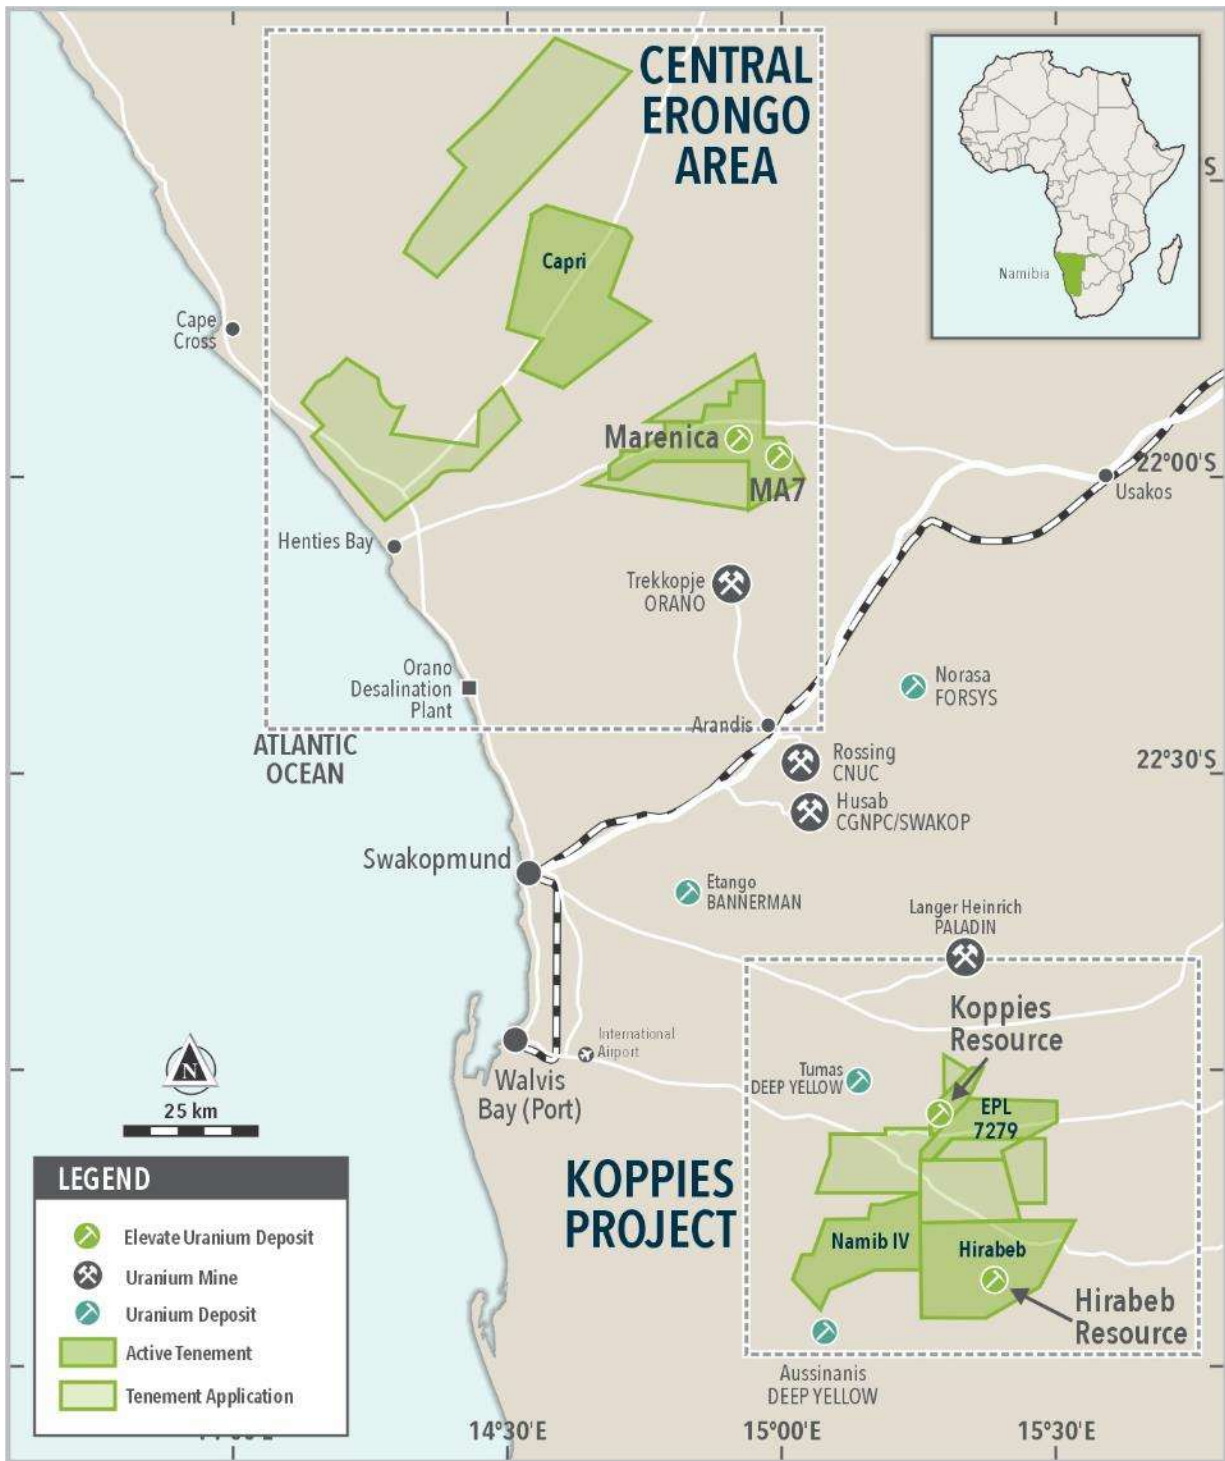 CENTRAL
ERONGO
AREA
S
Namibia
Capri
Cape
Cross
Marenica
MA7
22°00'S
Usakos
Henties Bay
Trekkopje
ORANO
Orano
Desalination
Plant
Norasa
FORSYS
Arandis
ATLANTIC
OCEAN
Rossing
CNUC
22°30'S
Husab
CGNPC/SWAKOP
Swakopmund
Etango
BANNERMAN
Langer Heinrich
PALADIN
Koppies
Resource
International
Airport
N
25 km
Walvis
Bay (Port)
Tumas
DEEP YELLOW
EPL
7279
KOPPIES
PROJECT
Namib IV
Hirabeb
Hirabeb
Resource
Aussinanis
DEEP YELLOW
LEGEND
Elevate Uranium Deposit
Uranium Mine
Uranium Deposit
Active Tenement
Tenement Application
14°30'E
15°00'E
15°30'E